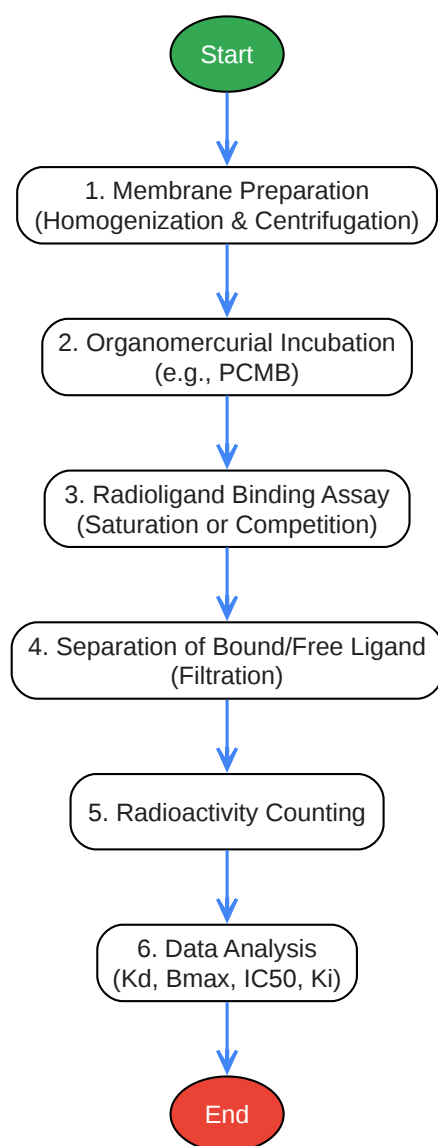 Start
1. Membrane Preparation
(Homogenization & Centrifugation)
2. Organomercurial Incubation
(e.g., PCMB)
3. Radioligand Binding Assay
(Saturation or Competition)
4. Separation of Bound/Free Ligand
(Filtration)
5. Radioactivity Counting
6. Data Analysis
(Kd, Bmax, IC50, Ki)
End